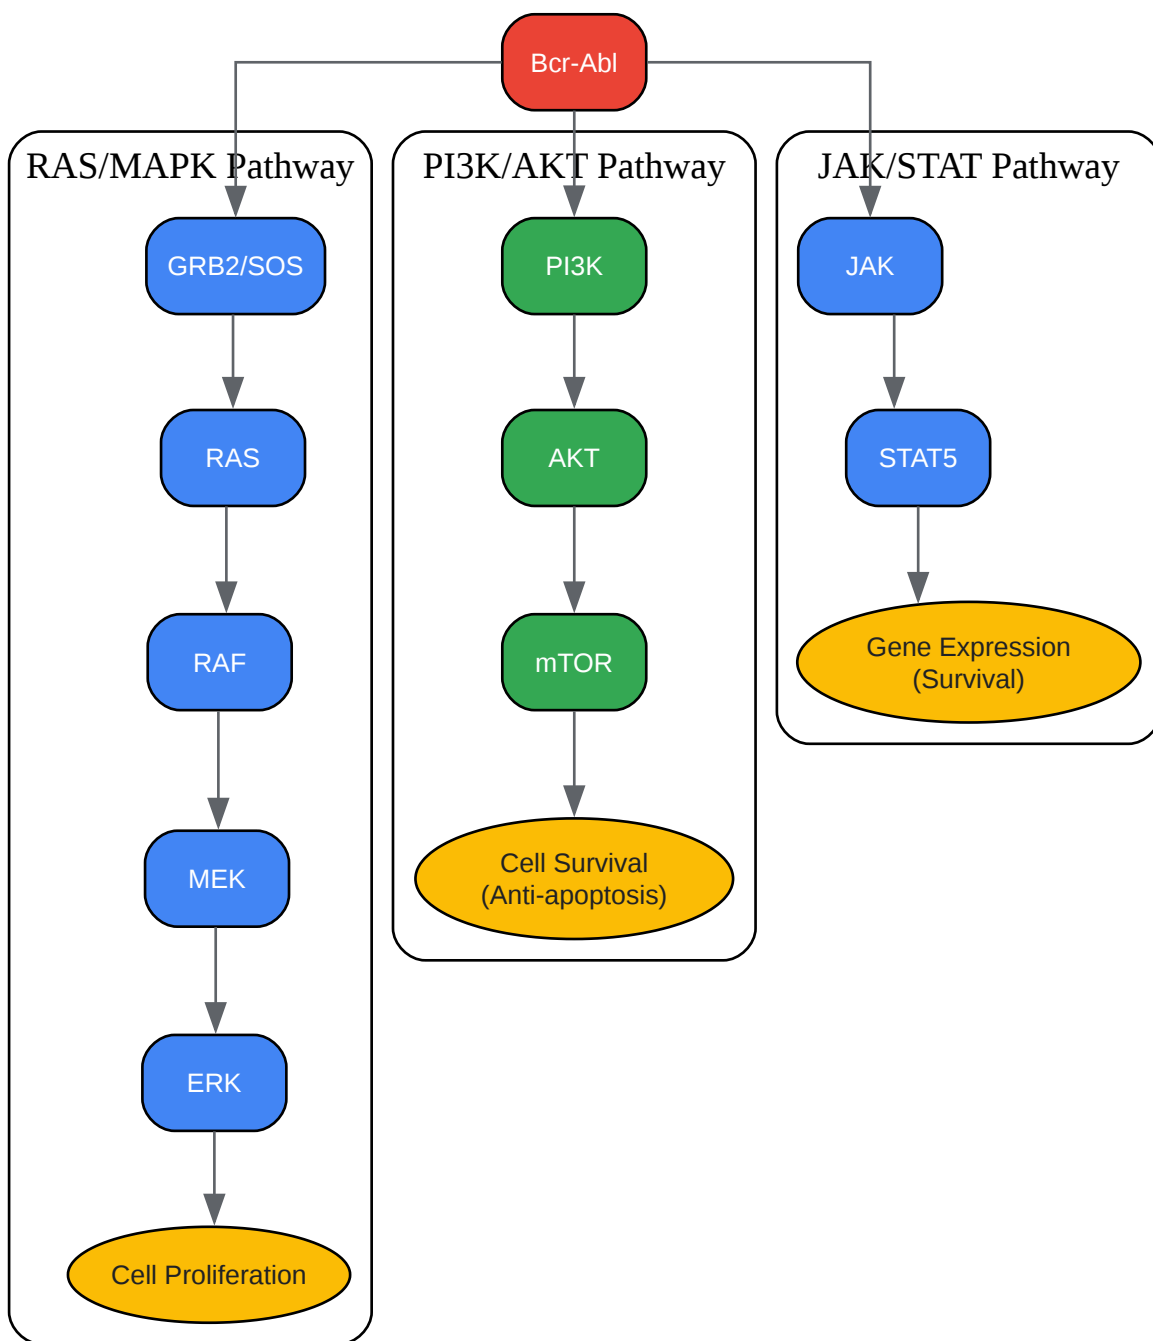 Bcr-Abl
RAS/MAPK Pathway
GRB2/SOS
RAS
RAF
MEK
ERK
Cell Proliferation
PI3K/AKT Pathway
PI3K
AKT
mTOR
Cell Survival
(Anti-apoptosis)
JAK/STAT Pathway
JAK
STAT5
Gene Expression
(Survival)